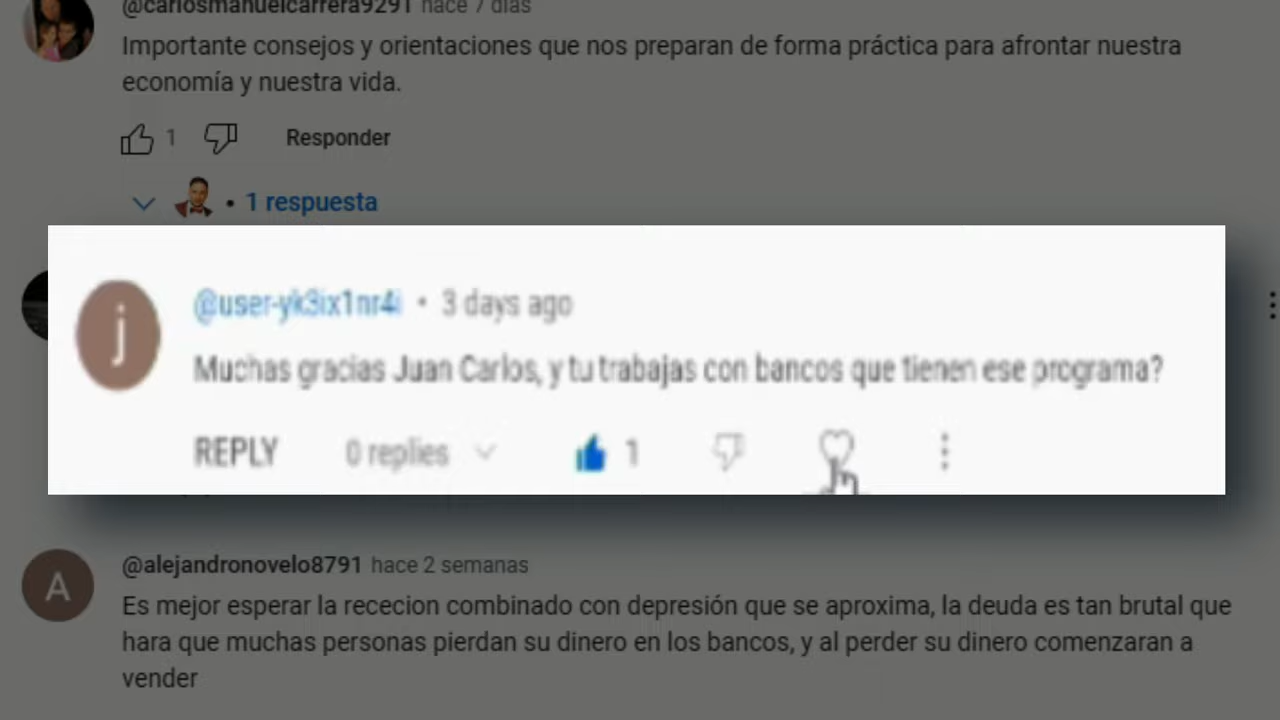 @carlosmanuelcarrera9291 hace 7 días
Importante consejos y orientaciones que nos preparan de forma práctica para afrontar nuestra
economía y nuestra vida.
1 Responder
• 1 respuesta
j
@user-yk3ix1nr4i • 3 days ago
Muchas gracias Juan Carlos, y tu trabajas con bancos que tienen ese programa?
REPLY 0 replies 1
A
@alejandronovelo8791 hace 2 semanas
Es mejor esperar la rececion combinado con depresión que se aproxima, la deuda es tan brutal que
hara que muchas personas pierdan su dinero en los bancos, y al perder su dinero comenzaran a
vender